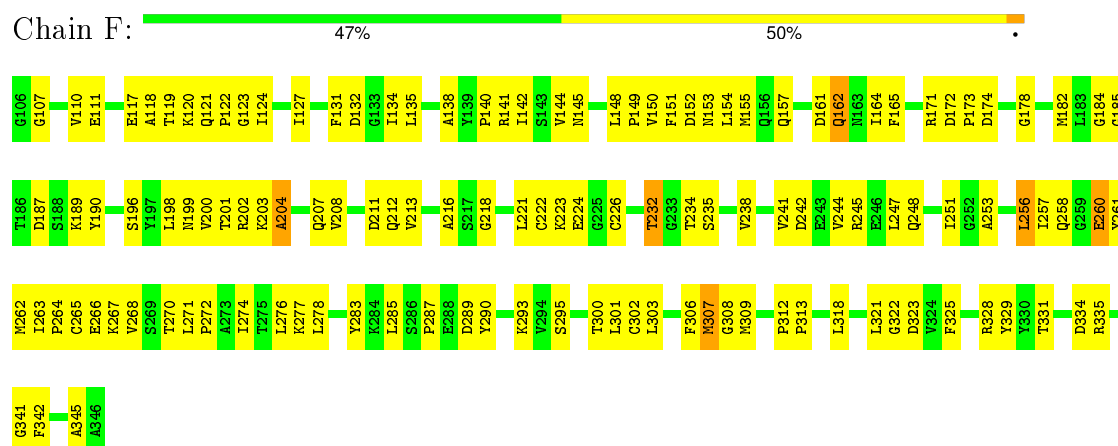 Chain F:
47% 50% •
G106 G107 V110 E111 E117 A118 T119 K120 Q121 P122 G123 I124 I127 F131 D132 G133 I134 L135 A138 Y139 P140 R141 I142 S143 V144 N145 L148 P149 V150 F151 D152 N153 L154 M155 Q156 Q157 D161 Q162 N163 I164 F165 R171 D172 P173 D174 G178 M182 L183 G184 G185
T186 D187 S188 K189 Y190 S196 Y197 L198 N199 V200 T201 R202 K203 A204 Q207 V208 D211 Q212 V213 A216 S217 G218 L221 C222 K223 E224 G225 C226 T232 G233 T234 S235 V238 V241 D242 E243 V244 R245 E246 L247 Q248 I251 G252 A253 L256 I257 Q258 G259 E260 Y261
M262 I263 P264 C265 E266 K267 V268 S269 T270 L271 P272 A273 I274 T275 L276 K277 L278 Y283 K284 L285 S286 P287 E288 D289 Y290 K293 V294 S295 T300 L301 C302 L303 F306 M307 G308 M309 P312 P313 L318 L321 G322 D323 V324 F325 R328 Y329 Y330 T331 D334 R335
G341 F342 A345 A346